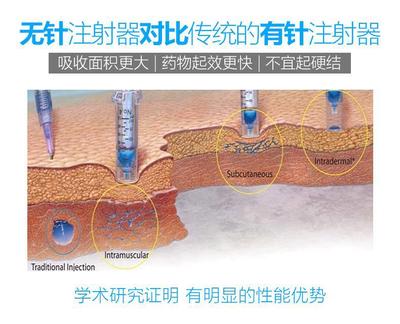 无针注射器对比传统的有针注射器
吸收面积更大 | 药物起效更快 | 不宜起硬结
Subcutaneous
Intradermal*
Intramuscular
Traditional Injection
学术研究证明 有明显的性能优势